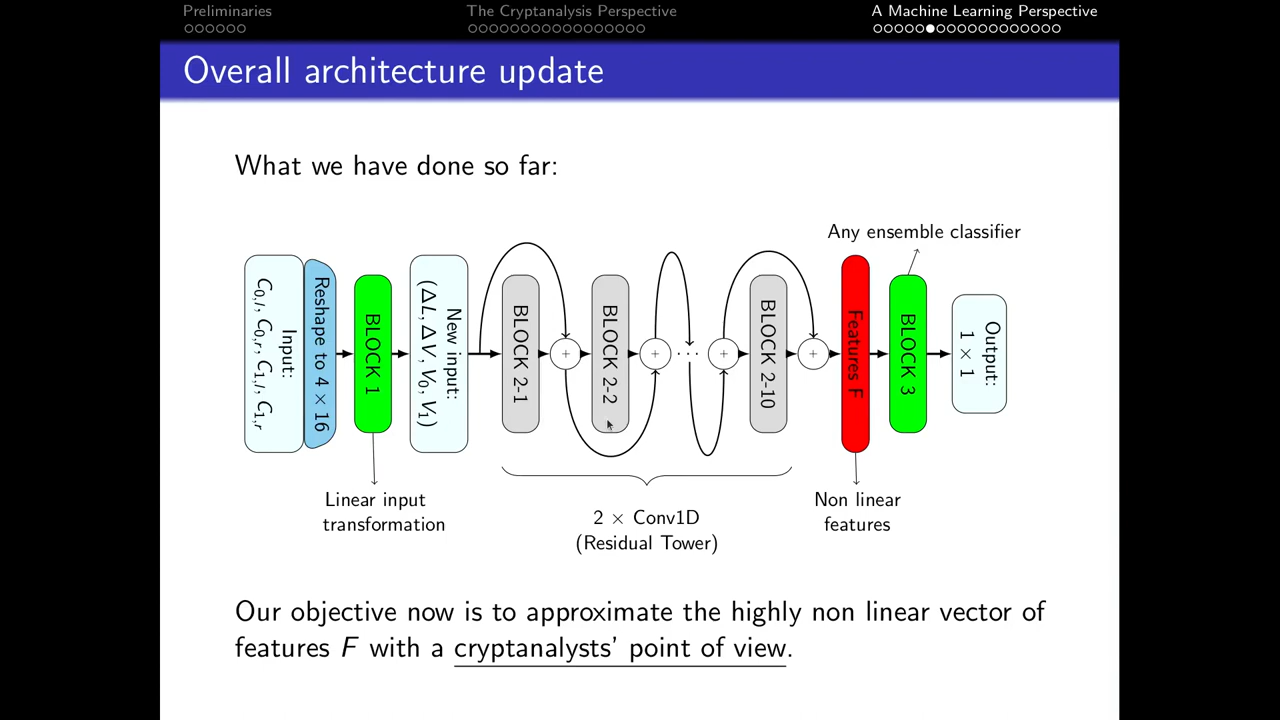 Preliminaries
The Cryptanalysis Perspective
A Machine Learning Perspective
Overall architecture update
What we have done so far:
Any ensemble classifier
Input:
C0,l, C0,r, C1,l, C1,r
Reshape to 4 × 16
BLOCK 1
New input:
(ΔL, ΔV, V0, V1)
BLOCK 2-1
+
BLOCK 2-2
+
···
+
BLOCK 2-10
+
Features F
BLOCK 3
Output:
1 × 1
Linear input
transformation
2 × Conv1D
(Residual Tower)
Non linear
features
Our objective now is to approximate the highly non linear vector of
features F with a cryptanalysts' point of view.